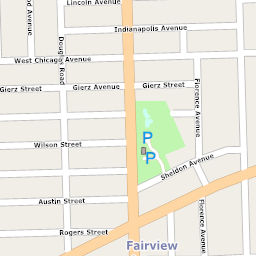 Lincoln Avenue
Indianapolis Avenue
West Chicago Avenue
Douglas Road
Gierz Avenue
Gierz Street
Gierz Street
Florence Avenue
P
P
Wilson Street
Sheldon Avenue
Austin Street
Florence Avenue
Rogers Street
Fairview